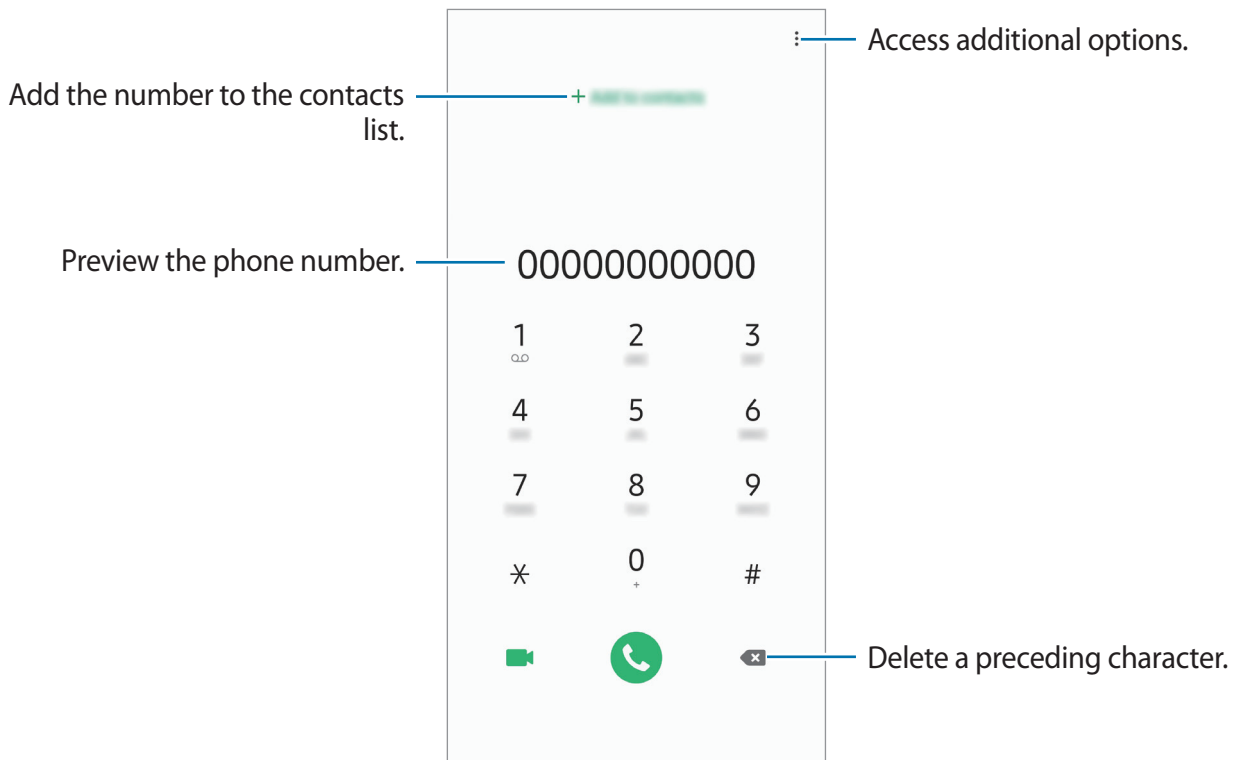 Access additional options.
Add the number to the contacts
list.
Preview the phone number.
00000000000
1 2 3
4 5 6
7 8 9
* 0 #
+
Delete a preceding character.